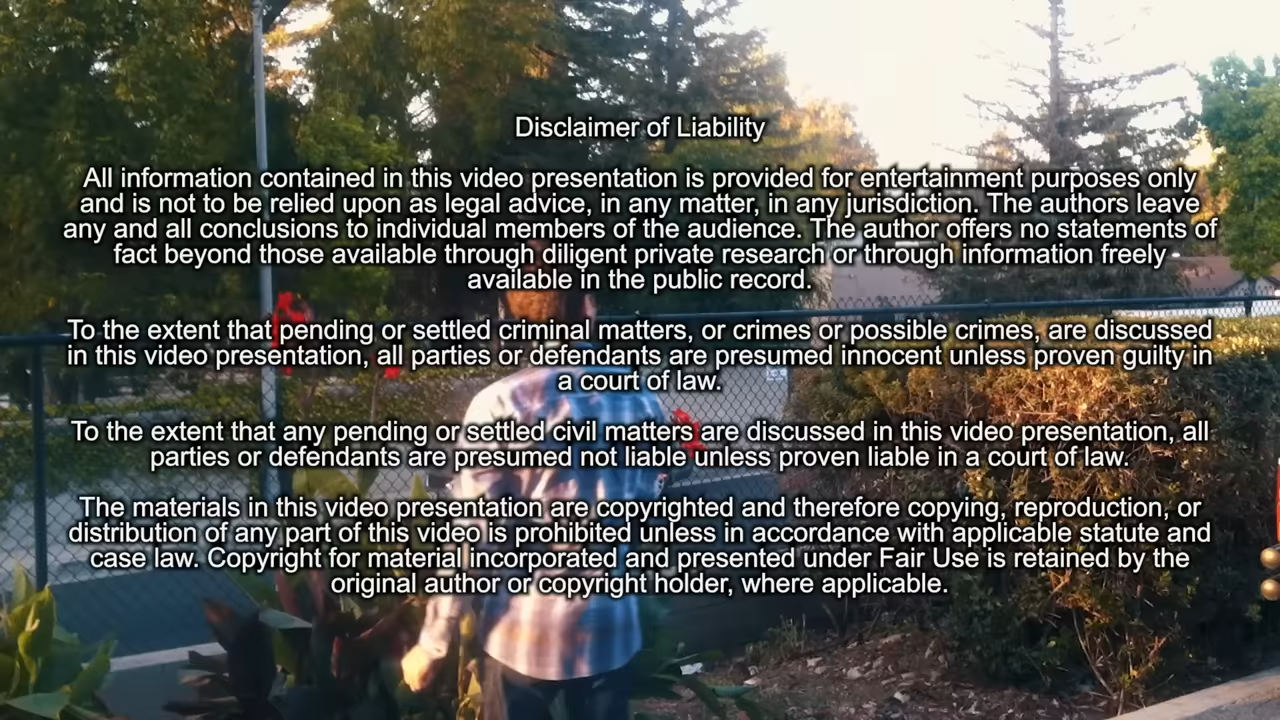 Disclaimer of Liability
All information contained in this video presentation is provided for entertainment purposes only
and is not to be relied upon as legal advice, in any matter, in any jurisdiction. The authors leave
any and all conclusions to individual members of the audience. The author offers no statements of
fact beyond those available through diligent private research or through information freely
available in the public record.
To the extent that pending or settled criminal matters, or crimes or possible crimes, are discussed
in this video presentation, all parties or defendants are presumed innocent unless proven guilty in
a court of law.
To the extent that any pending or settled civil matters are discussed in this video presentation, all
parties or defendants are presumed not liable unless proven liable in a court of law.
The materials in this video presentation are copyrighted and therefore copying, reproduction, or
distribution of any part of this video is prohibited unless in accordance with applicable statute and
case law. Copyright for material incorporated and presented under Fair Use is retained by the
original author or copyright holder, where applicable.